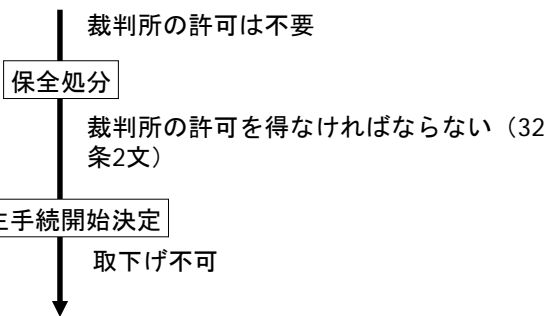 裁判所の許可は不要
保全処分
裁判所の許可を得なければならない（32
条2文）
生手続開始決定
取下げ不可